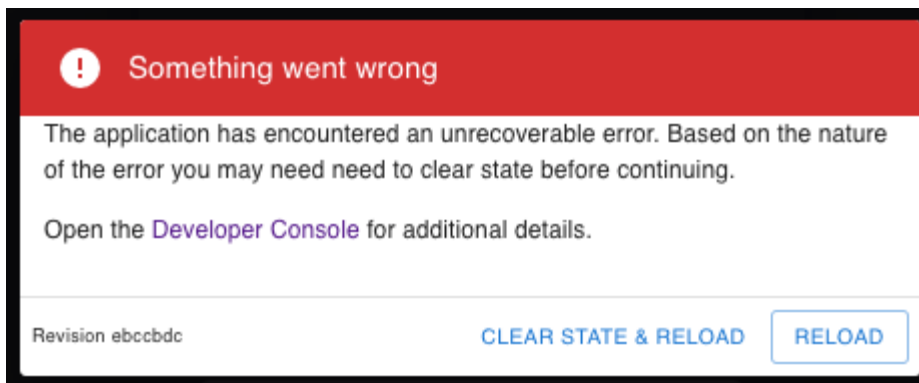 Something went wrong
The application has encountered an unrecoverable error. Based on the nature
of the error you may need need to clear state before continuing.
Open the Developer Console for additional details.
Revision ebccbdc
CLEAR STATE & RELOAD
RELOAD